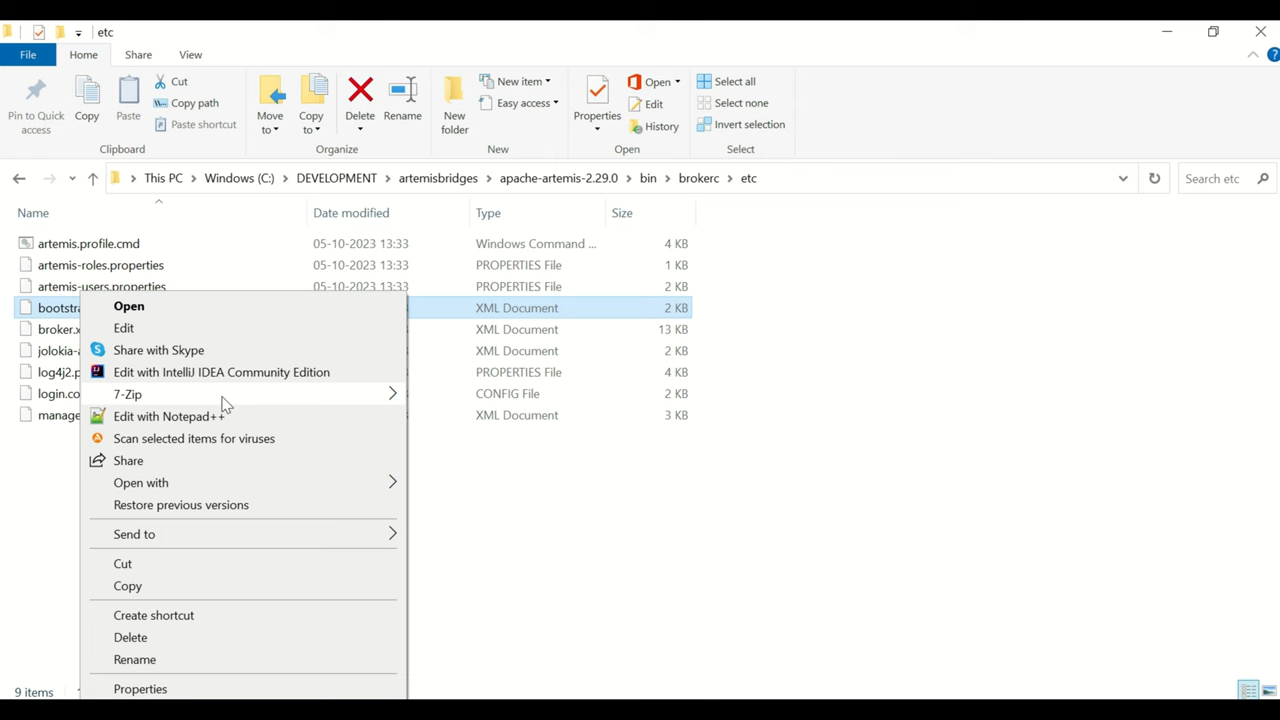 etc
File Home Share View
Pin to Quick access
Copy
Paste
Cut
Copy path
Paste shortcut
Clipboard
Move to
Copy to
Delete
Rename
Organize
New folder
New item
Easy access
New
Properties
Open
Edit
History
Open
Select all
Select none
Invert selection
Select
This PC > Windows (C:) > DEVELOPMENT > artemisbridges > apache-artemis-2.29.0 > bin > brokerc > etc
Search etc
Name Date modified Type Size
artemis.profile.cmd 05-10-2023 13:33 Windows Command ... 4 KB
artemis-roles.properties 05-10-2023 13:33 PROPERTIES File 1 KB
artemis-users.properties 05-10-2023 13:33 PROPERTIES File 2 KB
bootstra XML Document 2 KB
broker.x XML Document 13 KB
jolokia-a XML Document 2 KB
log4j2.p PROPERTIES File 4 KB
login.co CONFIG File 2 KB
manage XML Document 3 KB
Open
Edit
Share with Skype
Edit with IntelliJ IDEA Community Edition
7-Zip
Edit with Notepad++
Scan selected items for viruses
Share
Open with
Restore previous versions
Send to
Cut
Copy
Create shortcut
Delete
Rename
Properties
9 items